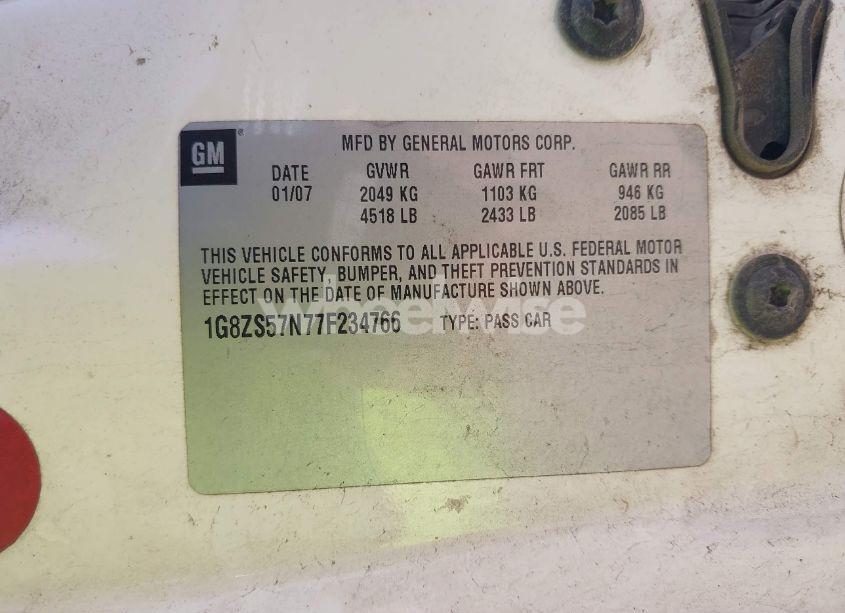 GM®
MFD BY GENERAL MOTORS CORP.
DATE GVWR GAWR FRT GAWR RR
01/07 2049 KG 1103 KG 946 KG
4518 LB 2433 LB 2085 LB
THIS VEHICLE CONFORMS TO ALL APPLICABLE U.S. FEDERAL MOTOR
VEHICLE SAFETY, BUMPER, AND THEFT PREVENTION STANDARDS IN
EFFECT ON THE DATE OF MANUFACTURE SHOWN ABOVE.
1G8ZS57N77F234766 TYPE: PASS CAR